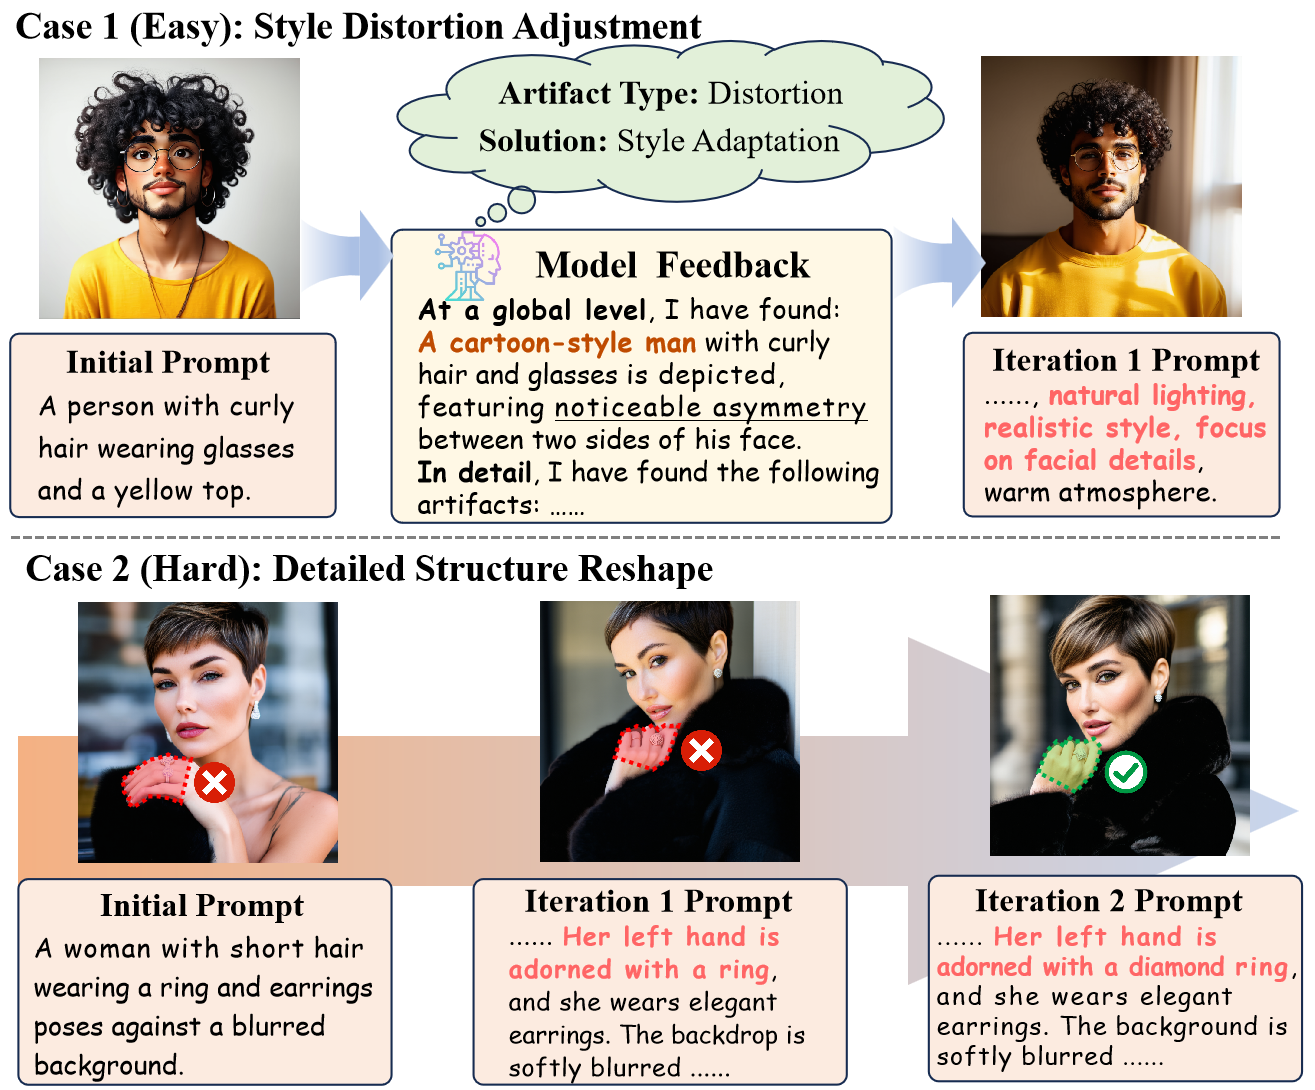 Case 1 (Easy): Style Distortion Adjustment
Artifact Type: Distortion
Solution: Style Adaptation
Initial Prompt
A person with curly
hair wearing glasses
and a yellow top.
Model Feedback
At a global level, I have found:
A cartoon-style man with curly
hair and glasses is depicted,
featuring noticeable asymmetry
between two sides of his face.
In detail, I have found the following
artifacts: ......
Iteration 1 Prompt
......, natural lighting,
realistic style, focus
on facial details,
warm atmosphere.
Case 2 (Hard): Detailed Structure Reshape
Initial Prompt
A woman with short hair
wearing a ring and earrings
poses against a blurred
background.
Iteration 1 Prompt
...... Her left hand is
adorned with a ring,
and she wears elegant
earrings. The backdrop is
softly blurred ......
Iteration 2 Prompt
...... Her left hand is
adorned with a diamond ring,
and she wears elegant
earrings. The background is
softly blurred ......